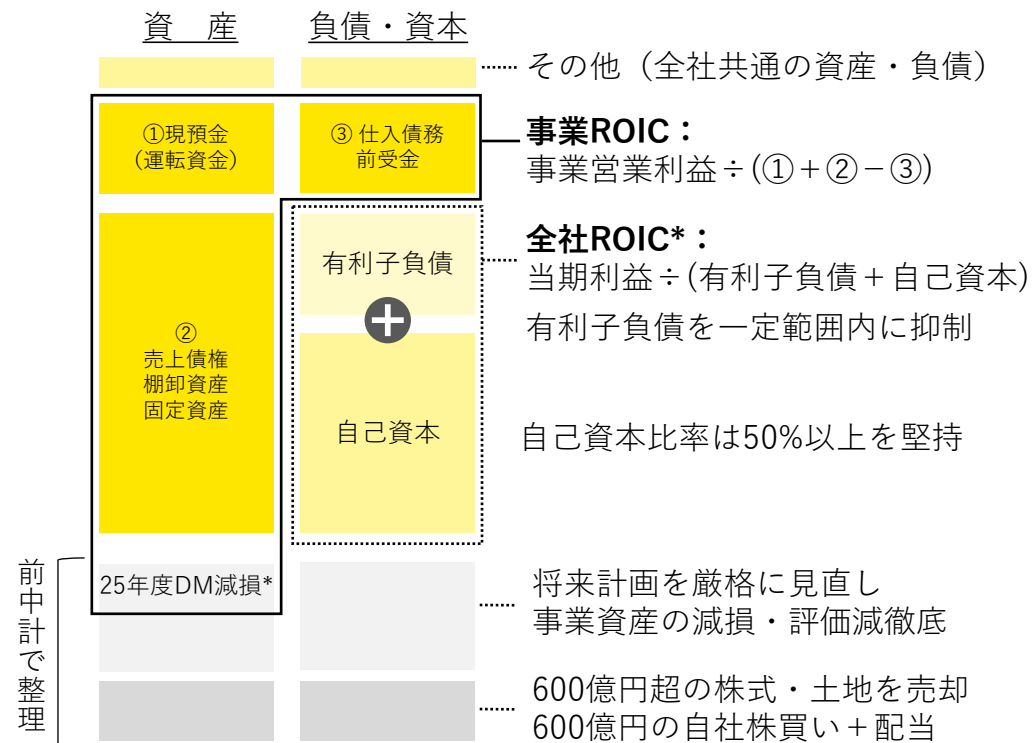 資　産
負債・資本
その他（全社共通の資産・負債）
①現預金
（運転資金）
③ 仕入債務
前受金
事業ROIC：
事業営業利益÷(①＋②－③)
②
売上債権
棚卸資産
固定資産
有利子負債
自己資本
全社ROIC*：
当期利益÷(有利子負債＋自己資本)
有利子負債を一定範囲内に抑制
自己資本比率は50%以上を堅持
前中計で整理
25年度DM減損*
将来計画を厳格に見直し
事業資産の減損・評価減徹底
600億円超の株式・土地を売却
600億円の自社株買い＋配当